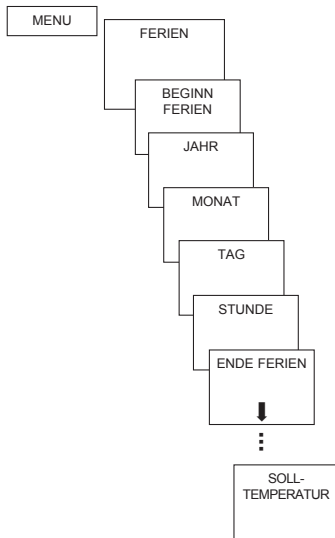 MENU
FERIEN
BEGINN
FERIEN
JAHR
MONAT
TAG
STUNDE
ENDE FERIEN
SOLL-
TEMPERATUR